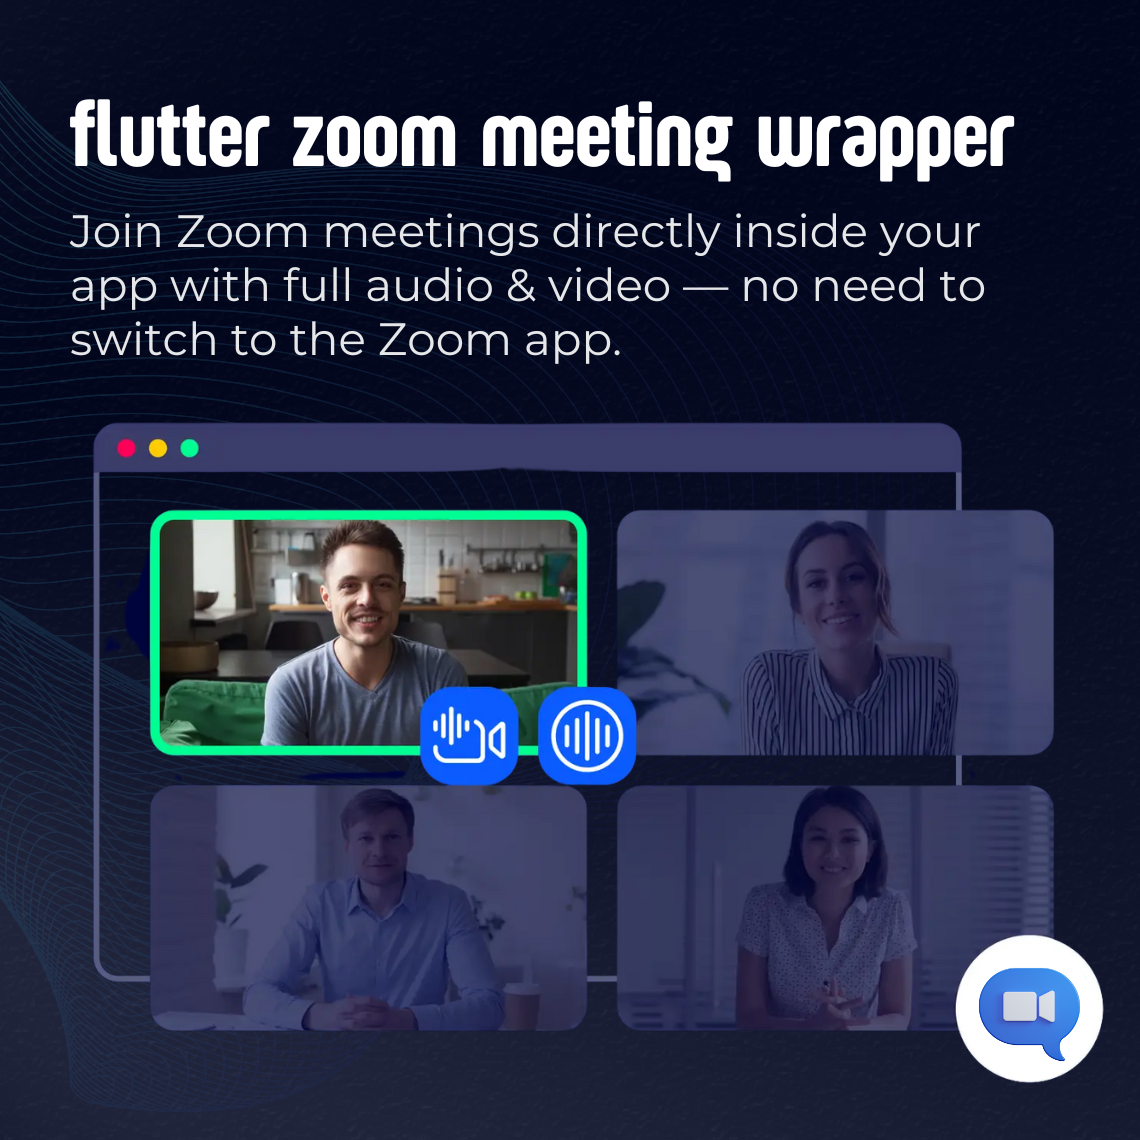 flutter zoom meeting wrapper
Join Zoom meetings directly inside your
app with full audio & video — no need to
switch to the Zoom app.